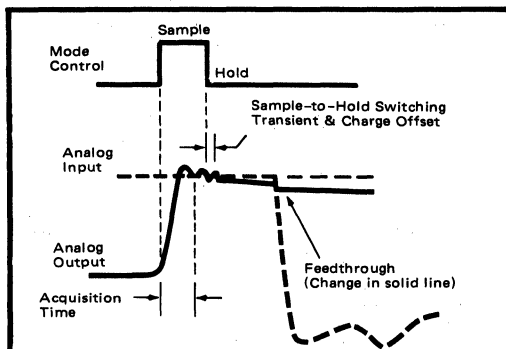 Sample
Mode
Control
Hold
Sample-to-Hold Switching
Transient & Charge Offset
Analog
Input
Analog
Output
Feedthrough
(Change in solid line)
Acquisition
Time